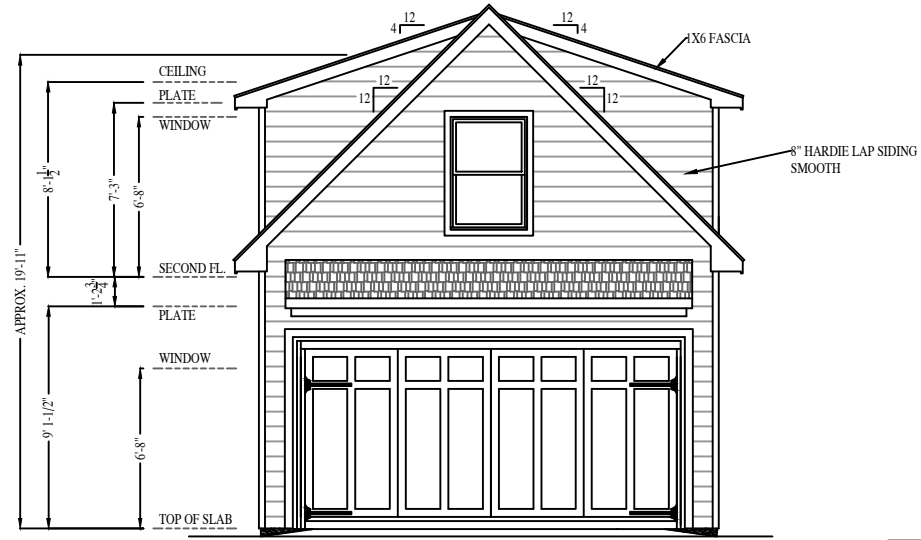 12
4
12
4
1X6 FASCIA
CEILING
PLATE
WINDOW
12
12
12
12
8" HARDIE LAP SIDING
SMOOTH
8'-1 1/2"
7'-3"
6'-8"
SECOND FL.
1'-2 3/4"
PLATE
APPROX. 19'-11"
WINDOW
9' 1-1/2"
6'-8"
TOP OF SLAB